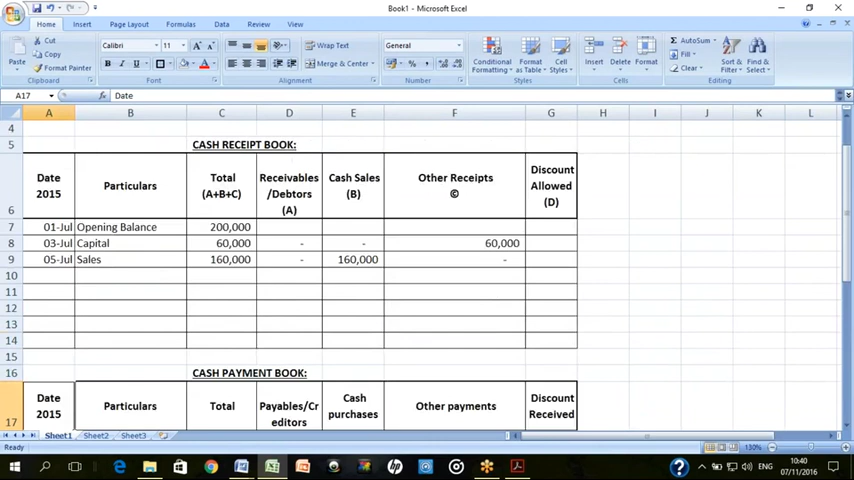 Book1 - Microsoft Excel
Home Insert Page Layout Formulas Data Review View
Cut
Copy
Format Painter
Paste
Clipboard
Calibri 11
B I U
Font
Wrap Text
Merge & Center
Alignment
General
Number
Conditional Formatting
Format as Table
Cell Styles
Styles
Insert Delete Format
Cells
AutoSum
Fill
Clear
Sort & Filter
Find & Select
Editing
A17 fx Date
A B C D E F G H I J K L
4
5 CASH RECEIPT BOOK:
6 Date 2015 Particulars Total (A+B+C) Receivables /Debtors (A) Cash Sales (B) Other Receipts © Discount Allowed (D)
7 01-Jul Opening Balance 200,000
8 03-Jul Capital 60,000 - - 60,000
9 05-Jul Sales 160,000 - 160,000 -
10
11
12
13
14
15
16 CASH PAYMENT BOOK:
17 Date 2015 Particulars Total Payables/Cr editors Cash purchases Other payments Discount Received
Sheet1 Sheet2 Sheet3
Ready 130%
ENG 10:40
07/11/2016